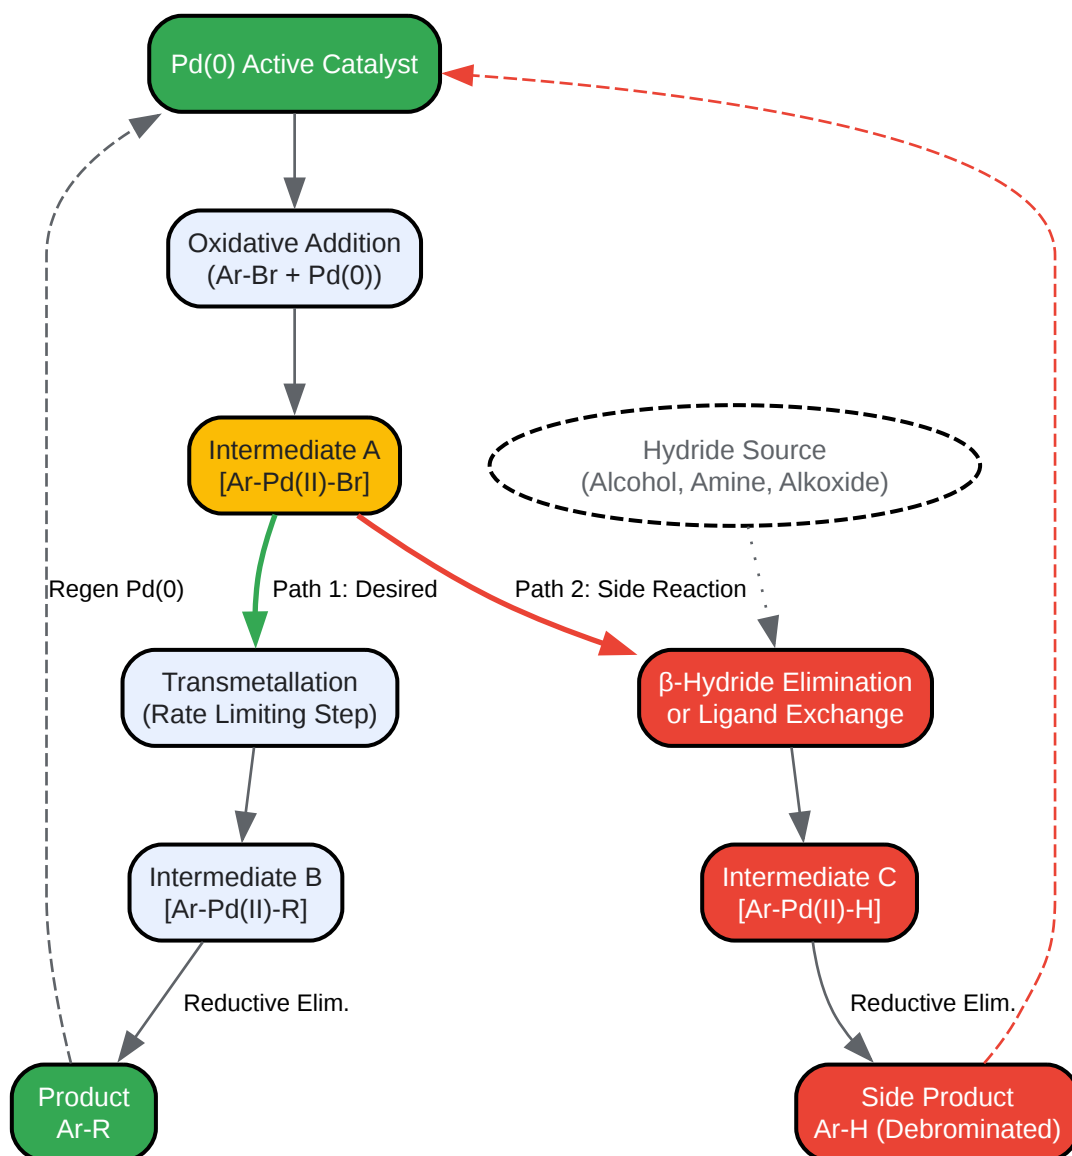 Pd(0) Active Catalyst
Oxidative Addition
(Ar-Br + Pd(0))
Intermediate A
[Ar-Pd(II)-Br]
Hydride Source
(Alcohol, Amine, Alkoxide)
Regen Pd(0)
Path 1: Desired
Path 2: Side Reaction
Transmetallation
(Rate Limiting Step)
β-Hydride Elimination
or Ligand Exchange
Intermediate B
[Ar-Pd(II)-R]
Intermediate C
[Ar-Pd(II)-H]
Reductive Elim.
Reductive Elim.
Product
Ar-R
Side Product
Ar-H (Debrominated)